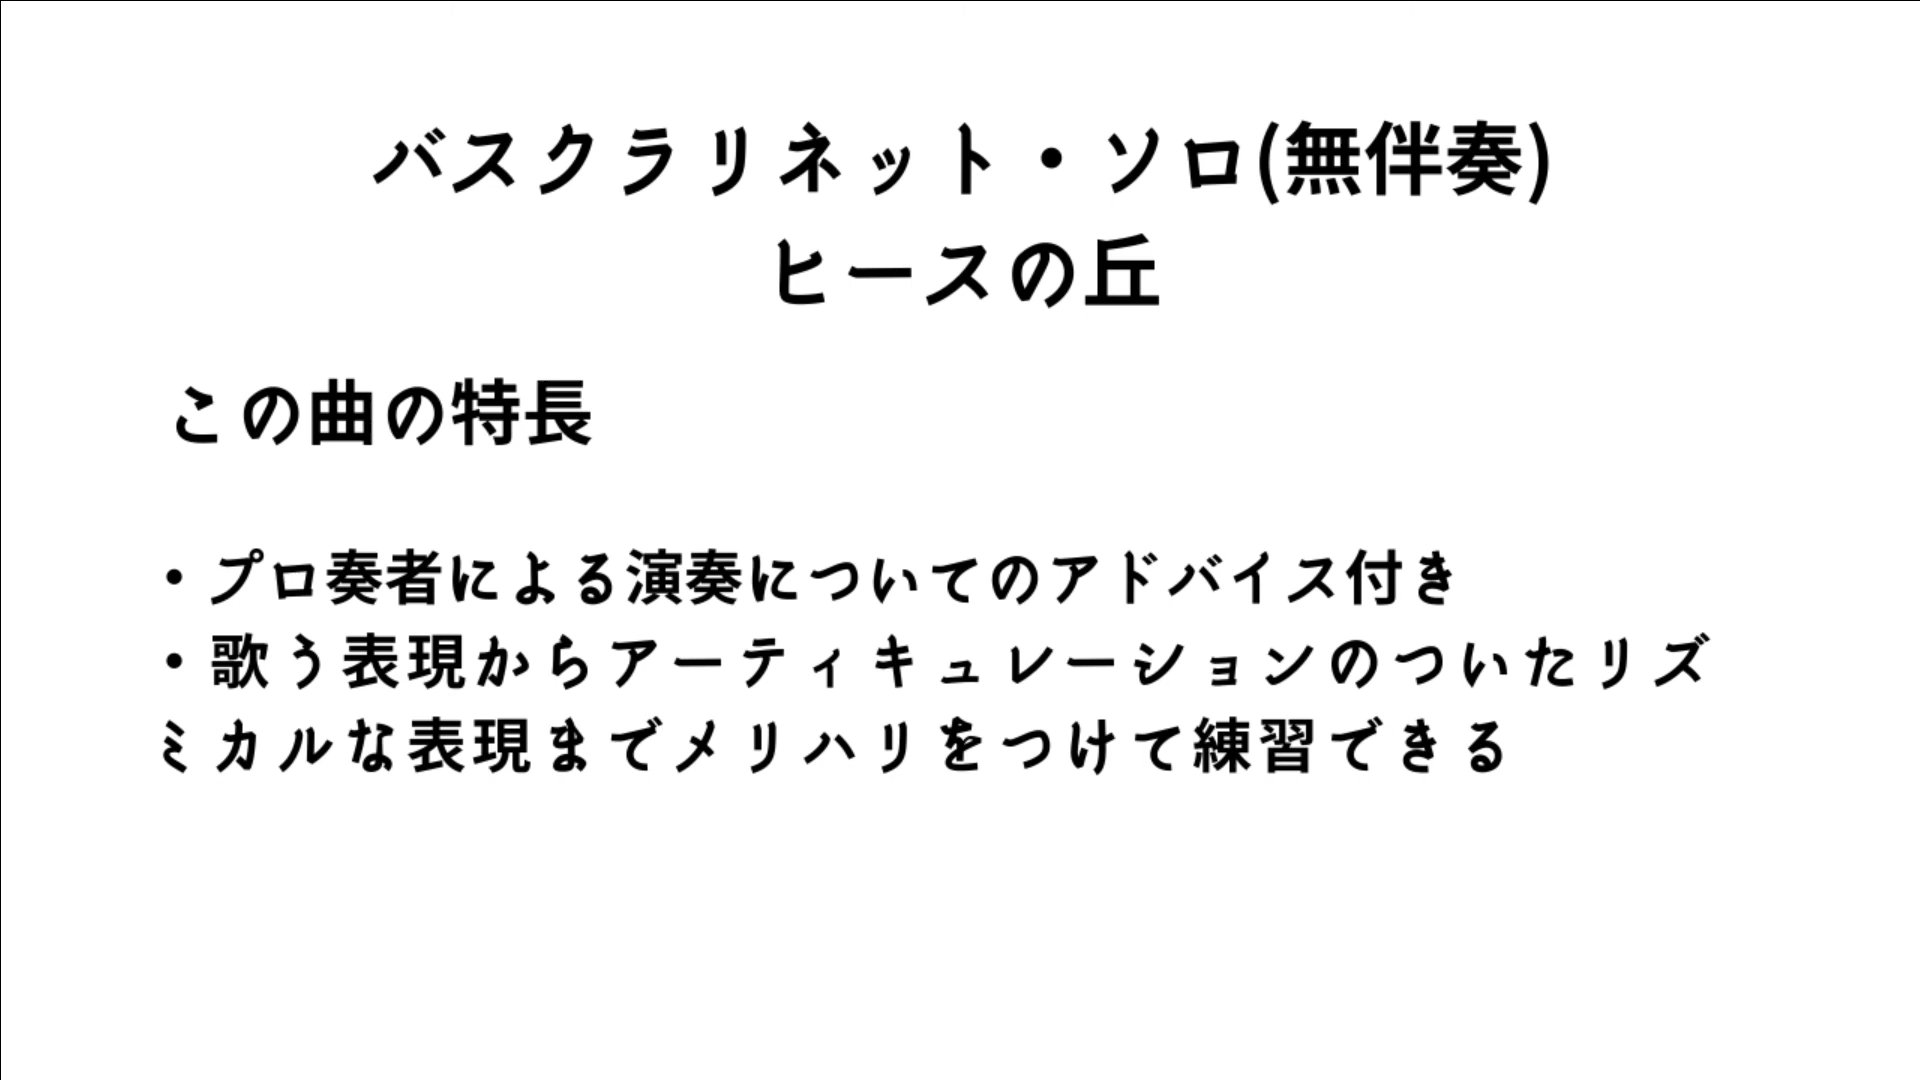 バスクラリネット・ソロ(無伴奏)
ヒースの丘
この曲の特長
・プロ奏者による演奏についてのアドバイス付き
・歌う表現からアーティキュレーションのついたリズ
ミカルな表現までメリハリをつけて練習できる